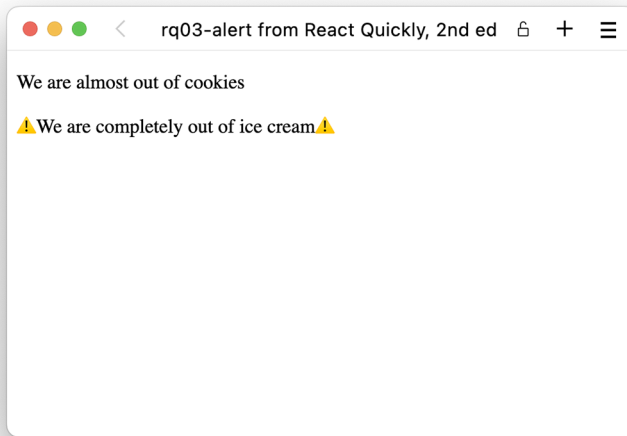 rq03-alert from React Quickly, 2nd ed
We are almost out of cookies
⚠️We are completely out of ice cream⚠️